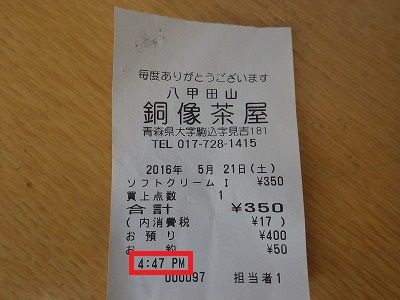 毎度ありがとうございます
八甲田山
銅像茶屋
青森県大字駒込字見吉181
TEL 017-728-1415
2016年 5月21日(土)
ソフトクリーム I ¥350
買上点数 1
合計 ¥350
(内消費税 ¥17)
お預り ¥400
お釣 ¥50
4:47 PM
000097 担当者1